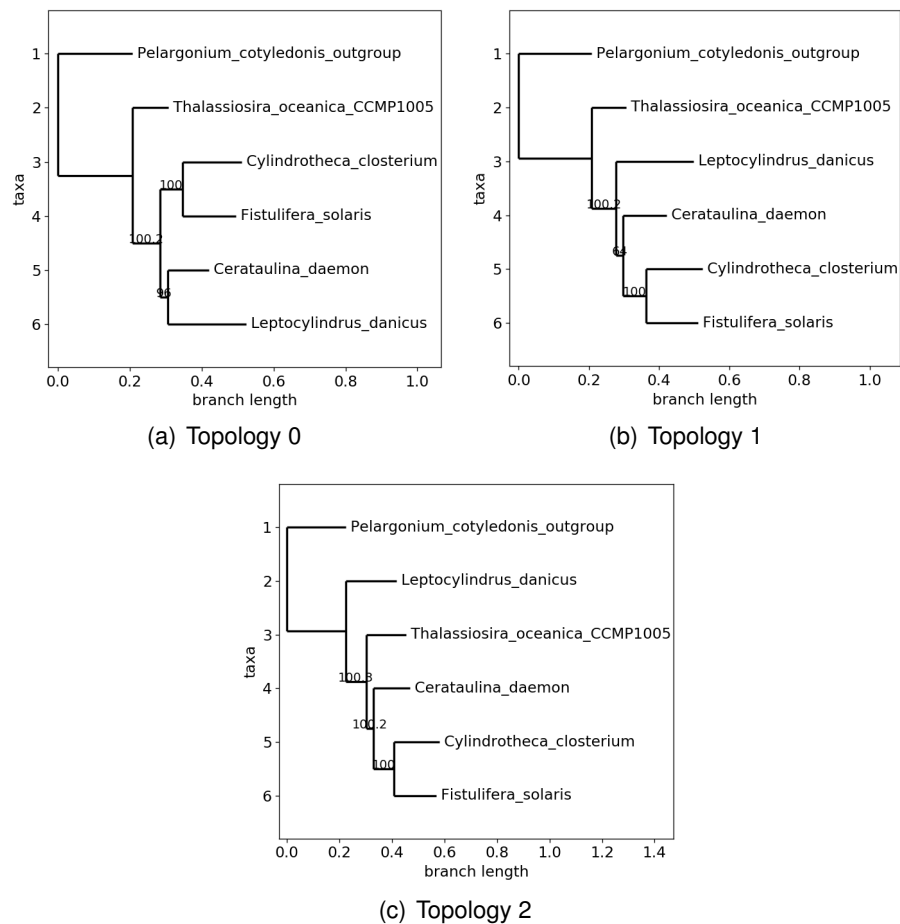 1
Pelargonium_cotyledonis_outgroup
2
Thalassiosira_oceanica_CCMP1005
3
Cylindrotheca_closterium
100
taxa
4
Fistulifera_solaris
100.2
5
Cerataulina_daemon
96
6
Leptocylindrus_danicus
0.0 0.2 0.4 0.6 0.8 1.0
branch length
(a) Topology 0
1
Pelargonium_cotyledonis_outgroup
2
Thalassiosira_oceanica_CCMP1005
3
Leptocylindrus_danicus
taxa
100.2
4
Cerataulina_daemon
64
5
Cylindrotheca_closterium
100
6
Fistulifera_solaris
0.0 0.2 0.4 0.6 0.8 1.0
branch length
(b) Topology 1
1
Pelargonium_cotyledonis_outgroup
2
Leptocylindrus_danicus
3
Thalassiosira_oceanica_CCMP1005
taxa
100.3
4
Cerataulina_daemon
100.2
5
Cylindrotheca_closterium
100
6
Fistulifera_solaris
0.0 0.2 0.4 0.6 0.8 1.0 1.2 1.4
branch length
(c) Topology 2